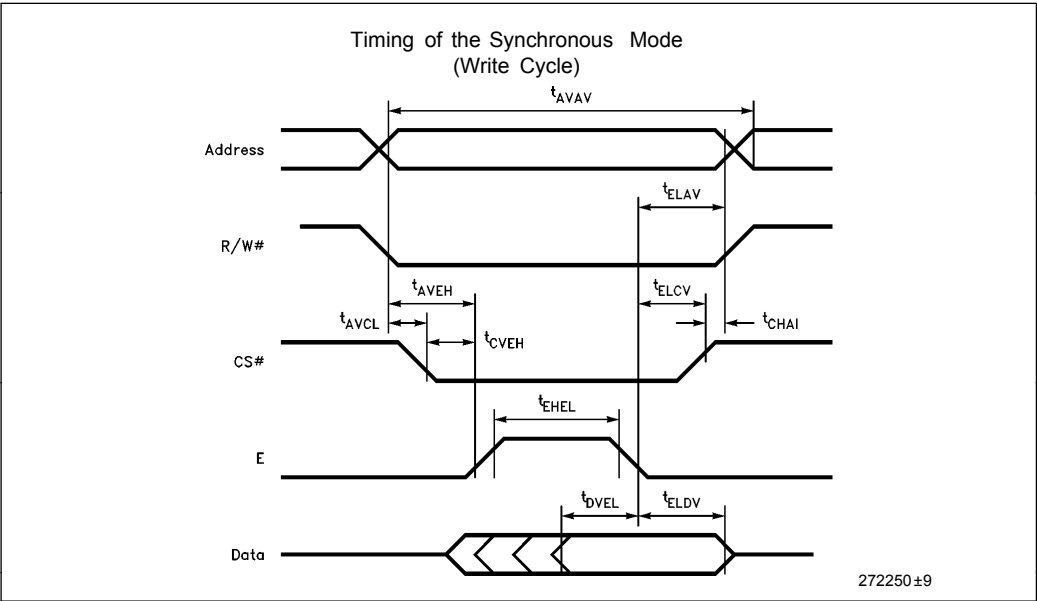 Timing of the Synchronous Mode
(Write Cycle)
tAVAV
Address
tELAV
R/W#
tAVEH
tELCV
tAVCL
tCVEH
tCHAI
CS#
tEHEL
E
tDVEL
tELDV
Data
272250±9